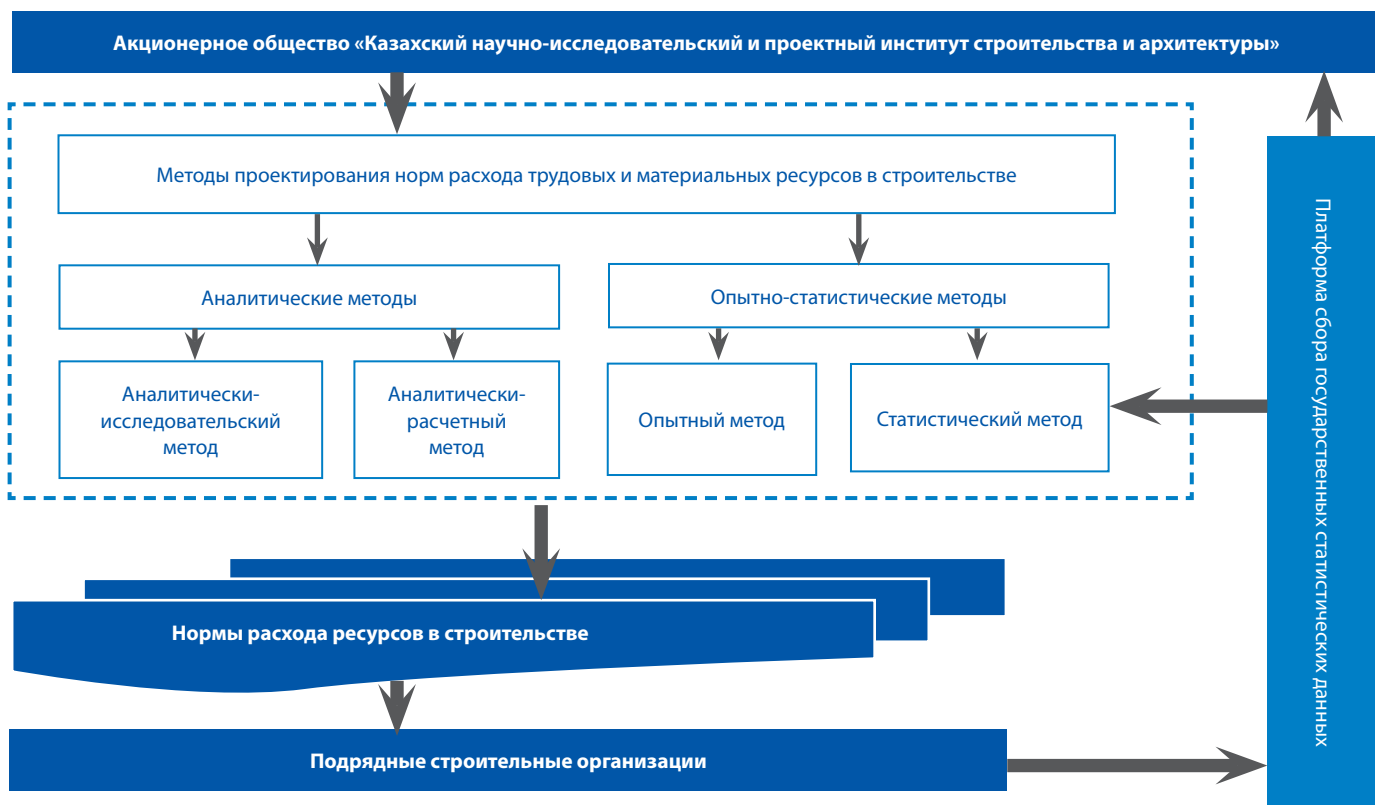 Акционерное общество «Казахский научно-исследовательский и проектный институт строительства и архитектуры»
Методы проектирования норм расхода трудовых и материальных ресурсов в строительстве
Аналитические методы
Опытно-статистические методы
Аналитически-
исследовательский
метод
Аналитически-
расчетный
метод
Опытный метод
Статистический метод
Платформа сбора государственных статистических данных
Нормы расхода ресурсов в строительстве
Подрядные строительные организации